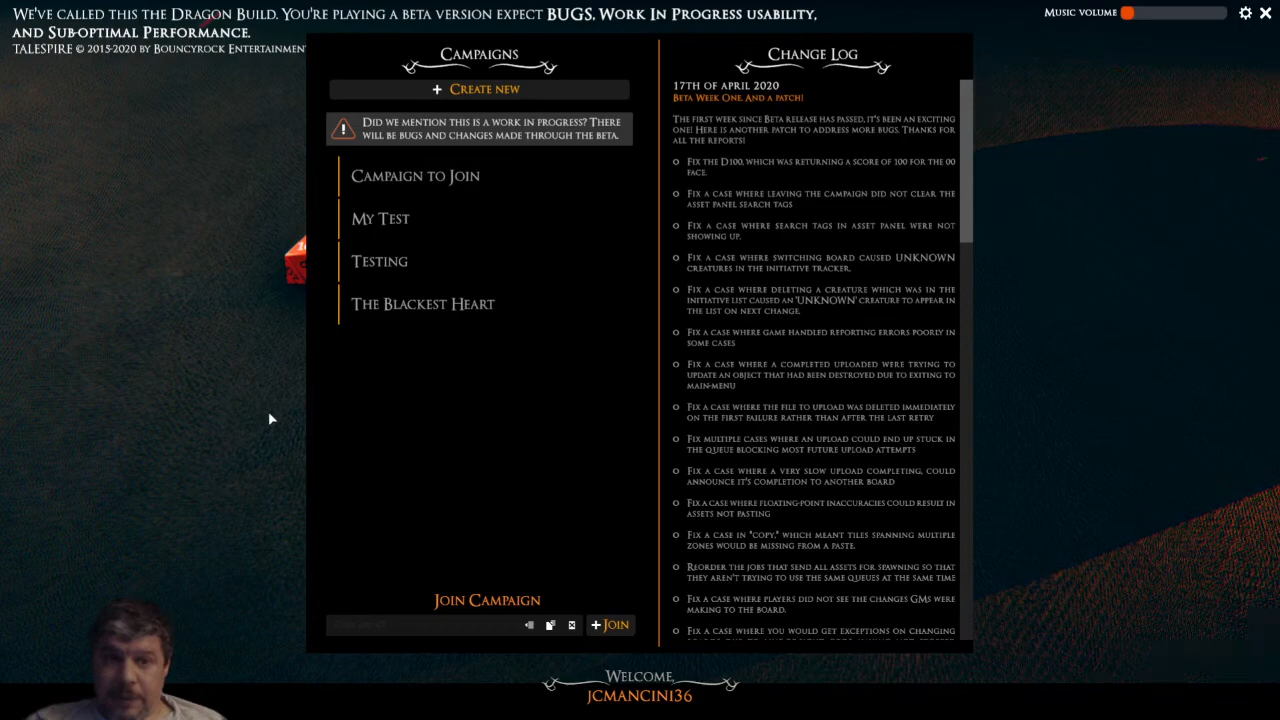 We've called this the Dragon Build. You're playing a beta version expect BUGS, Work In Progress usability,
and Sub-optimal Performance.
TaleSpire © 2015-2020 by Bouncyrock Entertainment
Music volume
Campaigns
+ Create new
Did we mention this is a work in progress? There
will be bugs and changes made through the beta.
Campaign to Join
My Test
Testing
The Blackest Heart
Join Campaign
+ Join
Change Log
17th of April 2020
Beta Week One. And a patch!
The first week since Beta release has passed, it's been an exciting
one! Here is another patch to address more bugs. Thanks for
all the reports!
o Fix the D100, which was returning a score of 100 for the 00
face.
o Fix a case where leaving the campaign did not clear the
asset panel search tags
o Fix a case where search tags in asset panel were not
showing up.
o Fix a case where switching board caused UNKNOWN
creatures in the initiative tracker.
o Fix a case where deleting a creature which was in the
initiative list caused an 'UNKNOWN' creature to appear in
the list on next change.
o Fix a case where game handled reporting errors poorly in
some cases
o Fix a case where a completed uploaded were trying to
update an object that had been destroyed due to exiting to
main-menu
o Fix a case where the file to upload was deleted immediately
on the first failure rather than after the last retry
o Fix multiple cases where an upload could end up stuck in
the queue blocking most future upload attempts
o Fix a case where a very slow upload completing, could
announce it's completion to another board
o Fix a case where floating-point inaccuracies could result in
assets not pasting
o Fix a case in "copy," which meant tiles spanning multiple
zones would be missing from a paste.
o Reorder the jobs that send all assets for spawning so that
they aren't trying to use the same queues at the same time
o Fix a case where players did not see the changes GMs were
making to the board.
o Fix a case where you would get exceptions on changing
Welcome,
jcmancini36